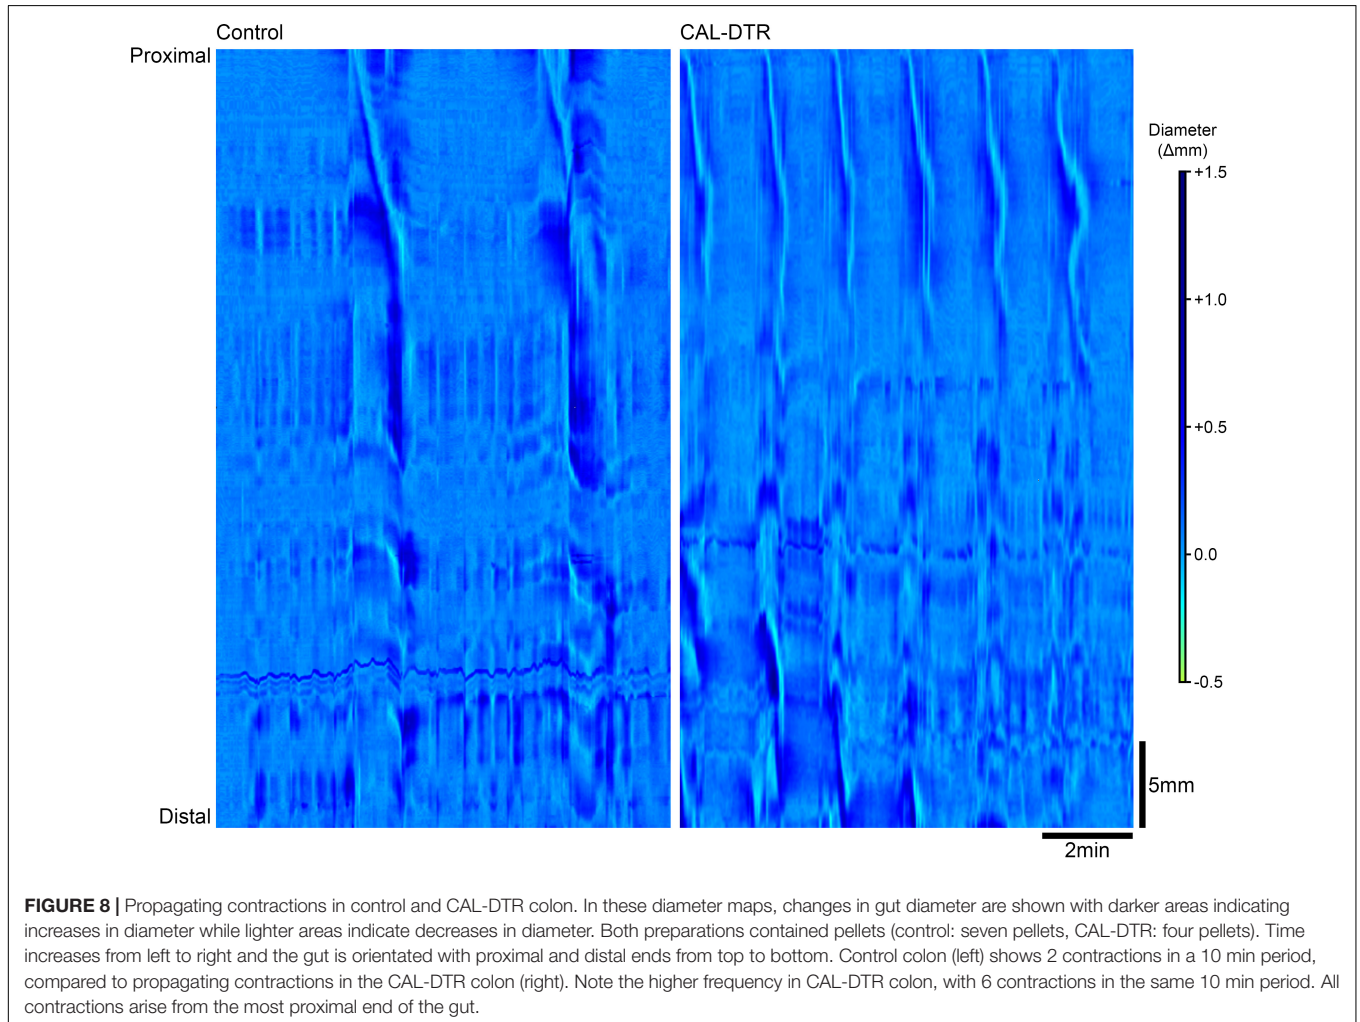 Control
CAL-DTR
Proximal
Distal
Diameter
(Δmm)
+1.5
+1.0
+0.5
0.0
-0.5
5mm
2min
FIGURE 8 | Propagating contractions in control and CAL-DTR colon. In these diameter maps, changes in gut diameter are shown with darker areas indicating
increases in diameter while lighter areas indicate decreases in diameter. Both preparations contained pellets (control: seven pellets, CAL-DTR: four pellets). Time
increases from left to right and the gut is orientated with proximal and distal ends from top to bottom. Control colon (left) shows 2 contractions in a 10 min period,
compared to propagating contractions in the CAL-DTR colon (right). Note the higher frequency in CAL-DTR colon, with 6 contractions in the same 10 min period. All
contractions arise from the most proximal end of the gut.